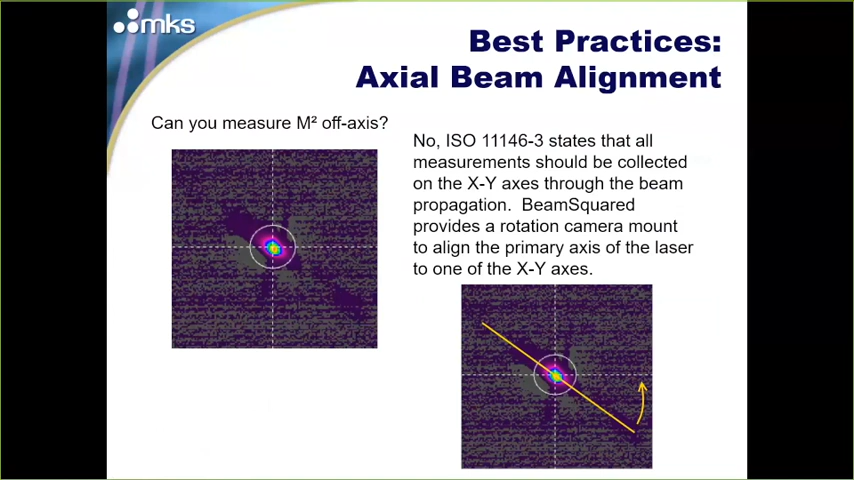 mks
Best Practices:
Axial Beam Alignment
Can you measure M² off-axis?
No, ISO 11146-3 states that all
measurements should be collected
on the X-Y axes through the beam
propagation. BeamSquared
provides a rotation camera mount
to align the primary axis of the laser
to one of the X-Y axes.